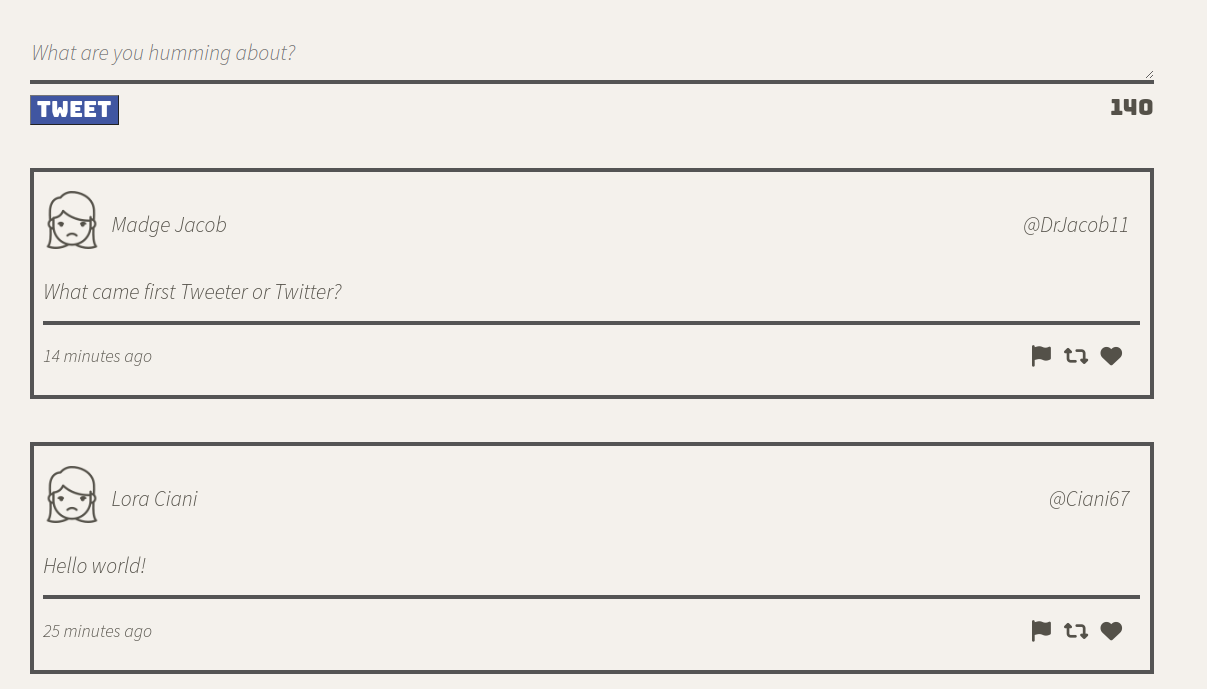 What are you humming about?
TWEET 140
Madge Jacob @DrJacob11
What came first Tweeter or Twitter?
14 minutes ago
Lora Ciani @Ciani67
Hello world!
25 minutes ago